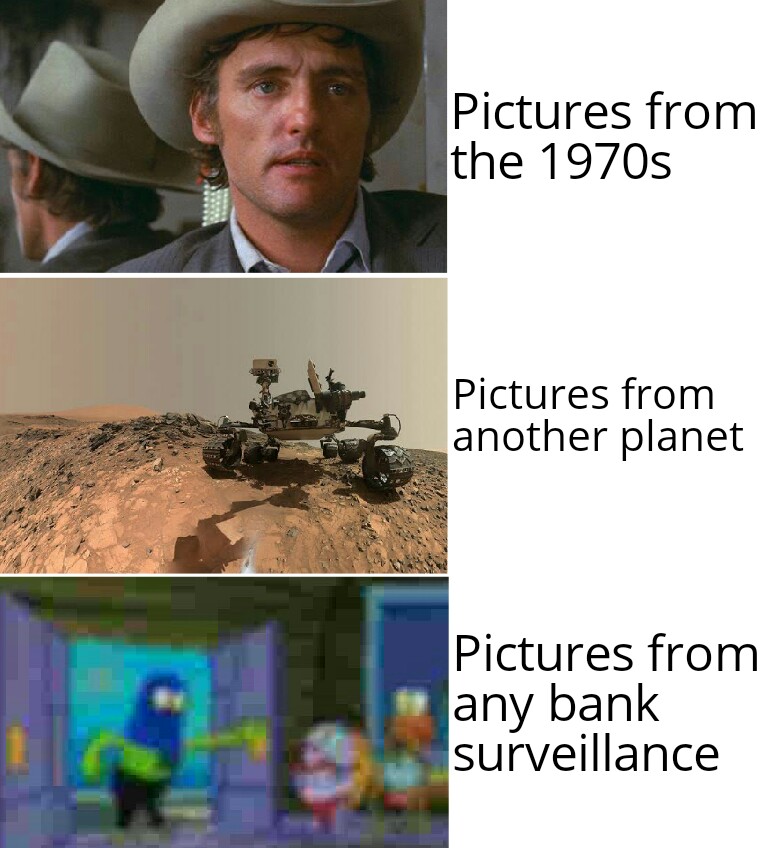 Pictures from
the 1970s
Pictures from
another planet
Pictures from
any bank
surveillance